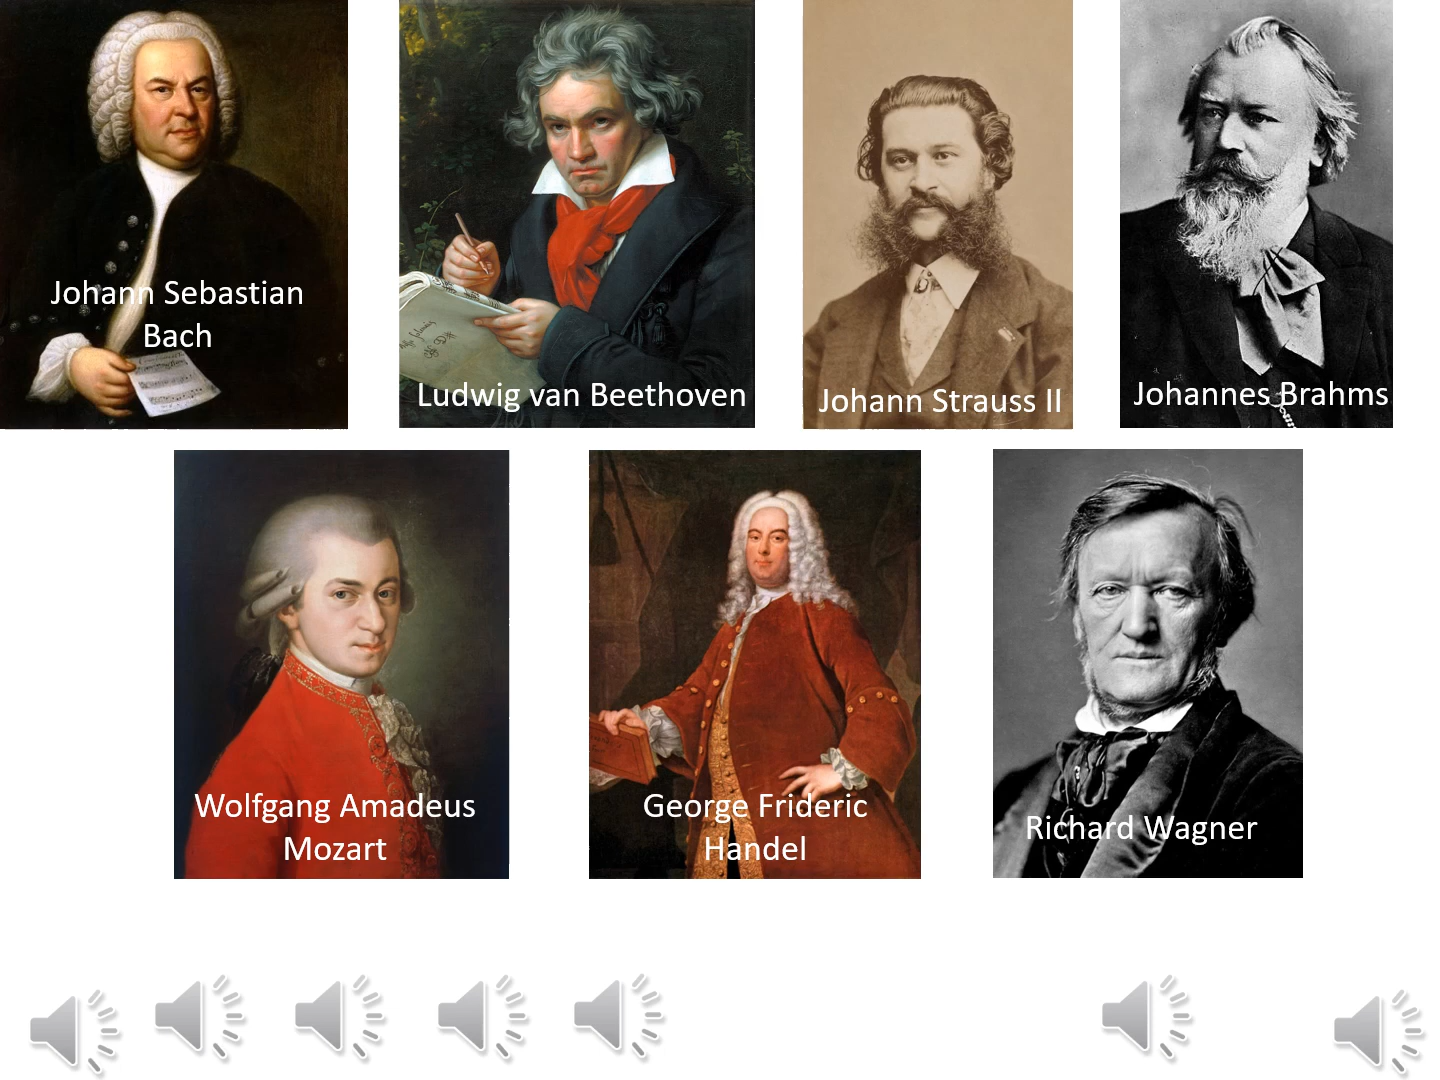 Johann Sebastian
Bach
Ludwig van Beethoven
Johann Strauss II
Johannes Brahms
Wolfgang Amadeus
Mozart
George Frideric
Handel
Richard Wagner